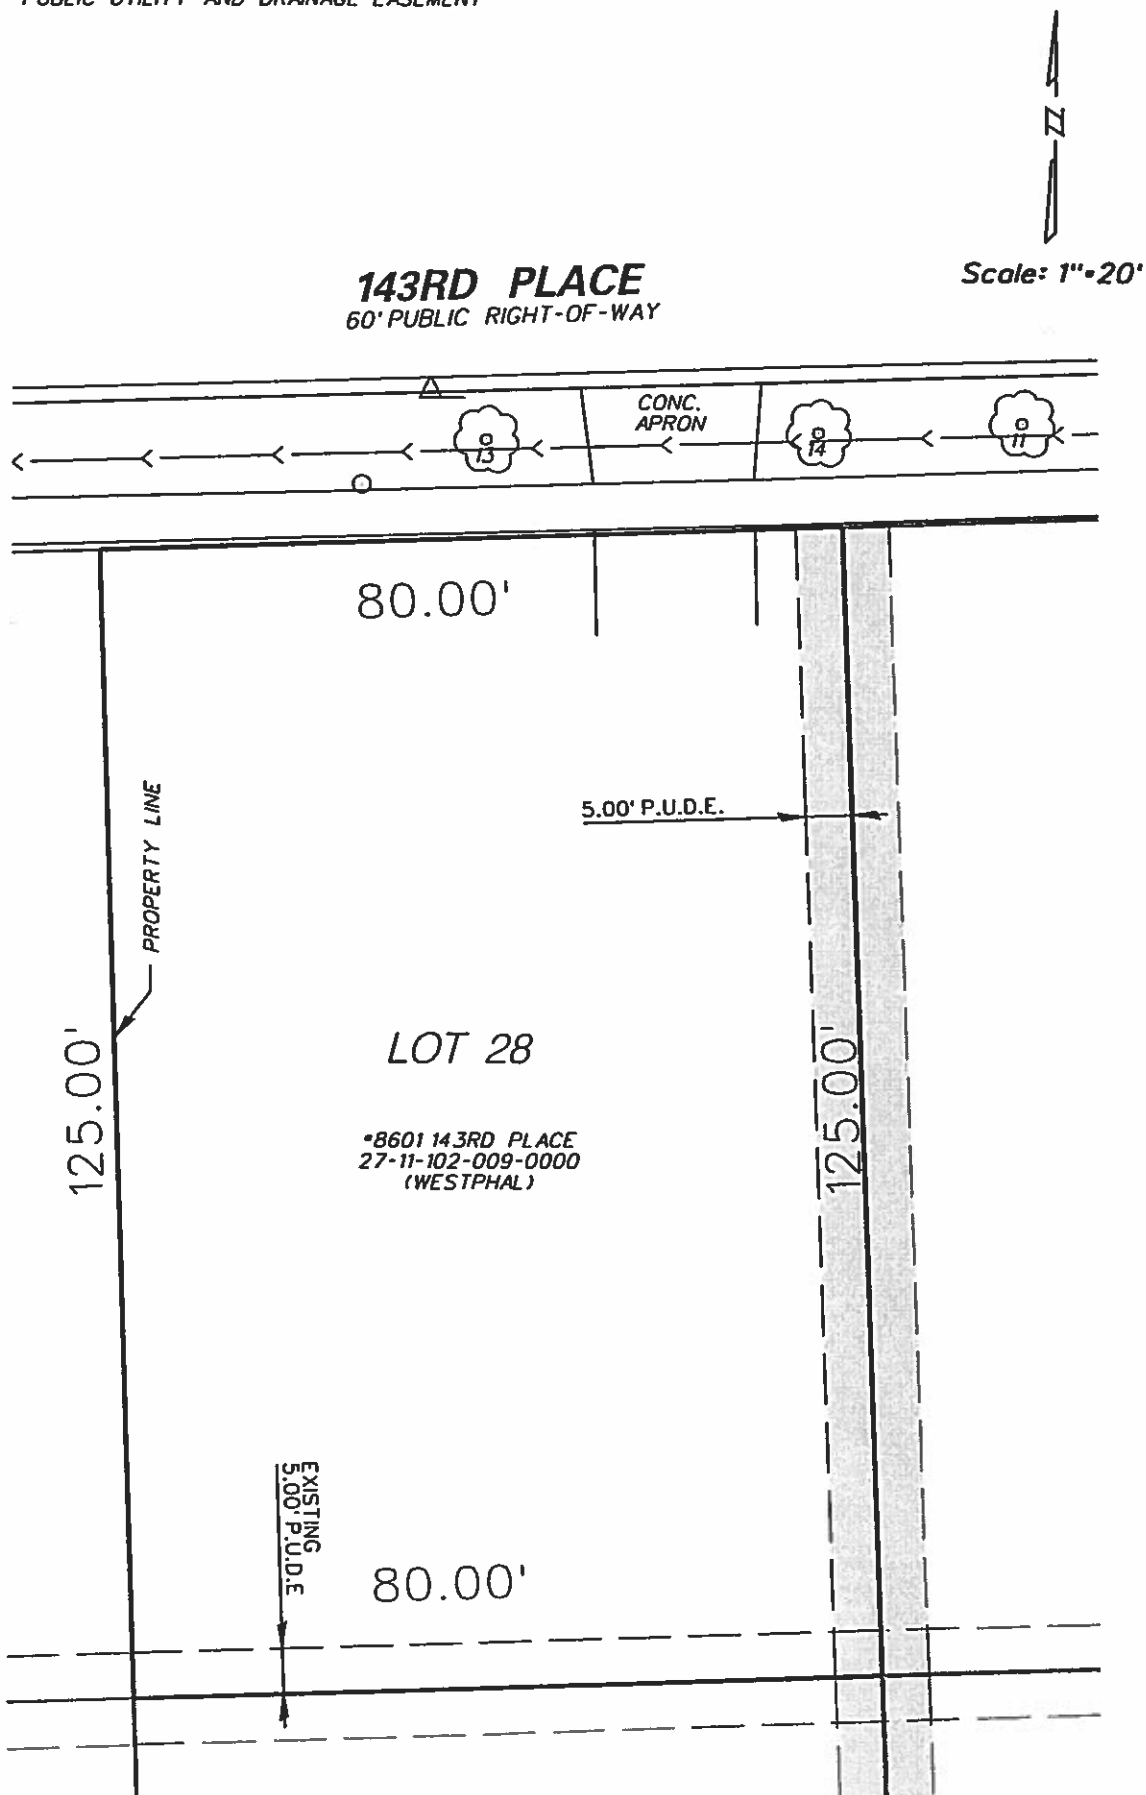 PUBLIC UTILITY AND DRAINAGE EASEMENT
N
Scale: 1"=20'
143RD PLACE
60' PUBLIC RIGHT-OF-WAY
CONC.
APRON
13
14
11
80.00'
5.00' P.U.D.E.
PROPERTY LINE
125.00'
LOT 28
125.00'
*8601 143RD PLACE
27-11-102-009-0000
(WESTPHAL)
EXISTING
5.00' P.U.D.E
80.00'